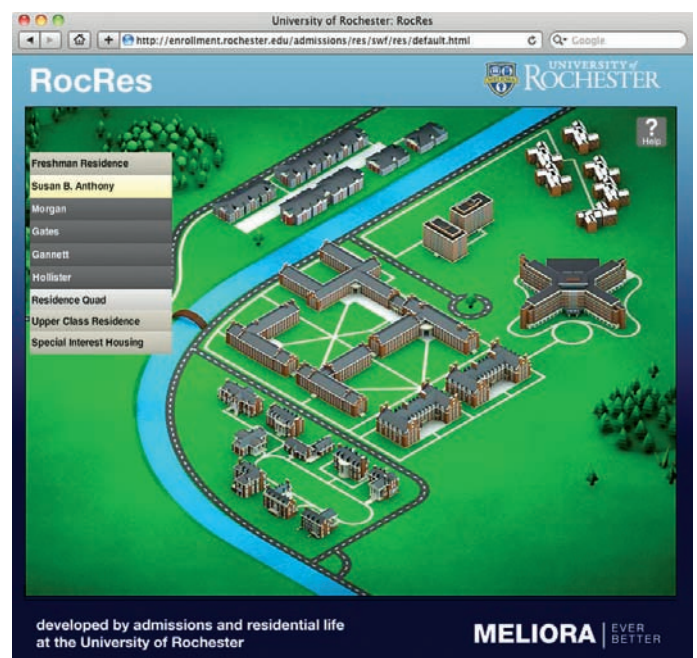 University of Rochester: RocRes
http://enrollment.rochester.edu/admissions/res/swf/res/default.html
Google
RocRes
UNIVERSITY of
ROCHESTER
?
Help
Freshman Residence
Susan B. Anthony
Morgan
Gates
Gannett
Hollister
Residence Quad
Upper Class Residence
Special Interest Housing
developed by admissions and residential life
at the University of Rochester
MELIORA
EVER
BETTER